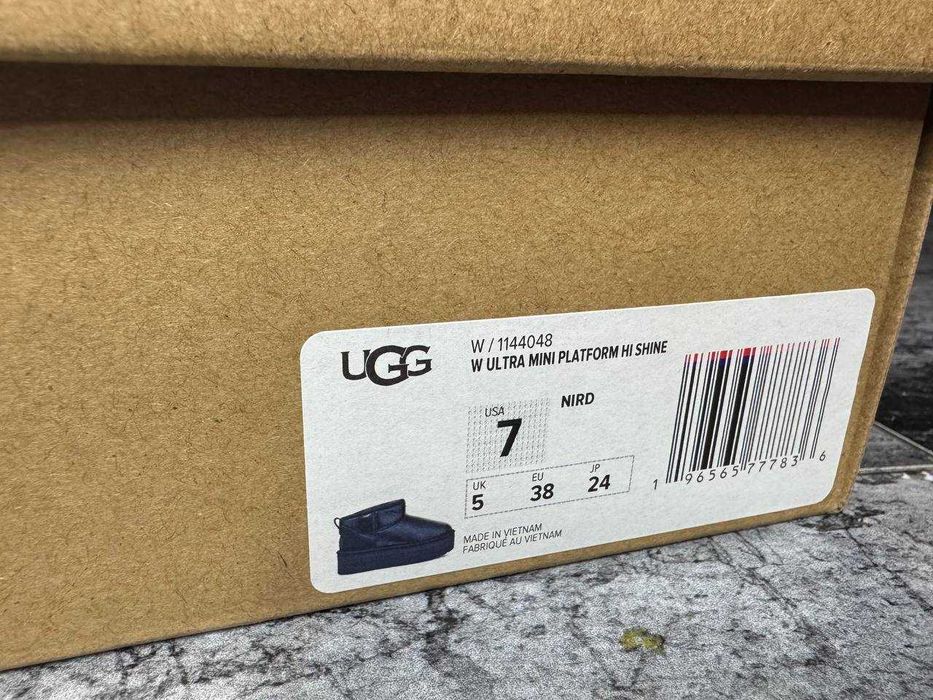 UGG
W / 1144048
W ULTRA MINI PLATFORM HI SHINE
NIRD
USA
7
UK
5
EU
38
JP
24
MADE IN VIETNAM
FABRIQUÉ AU VIETNAM
1 96565 77783 6